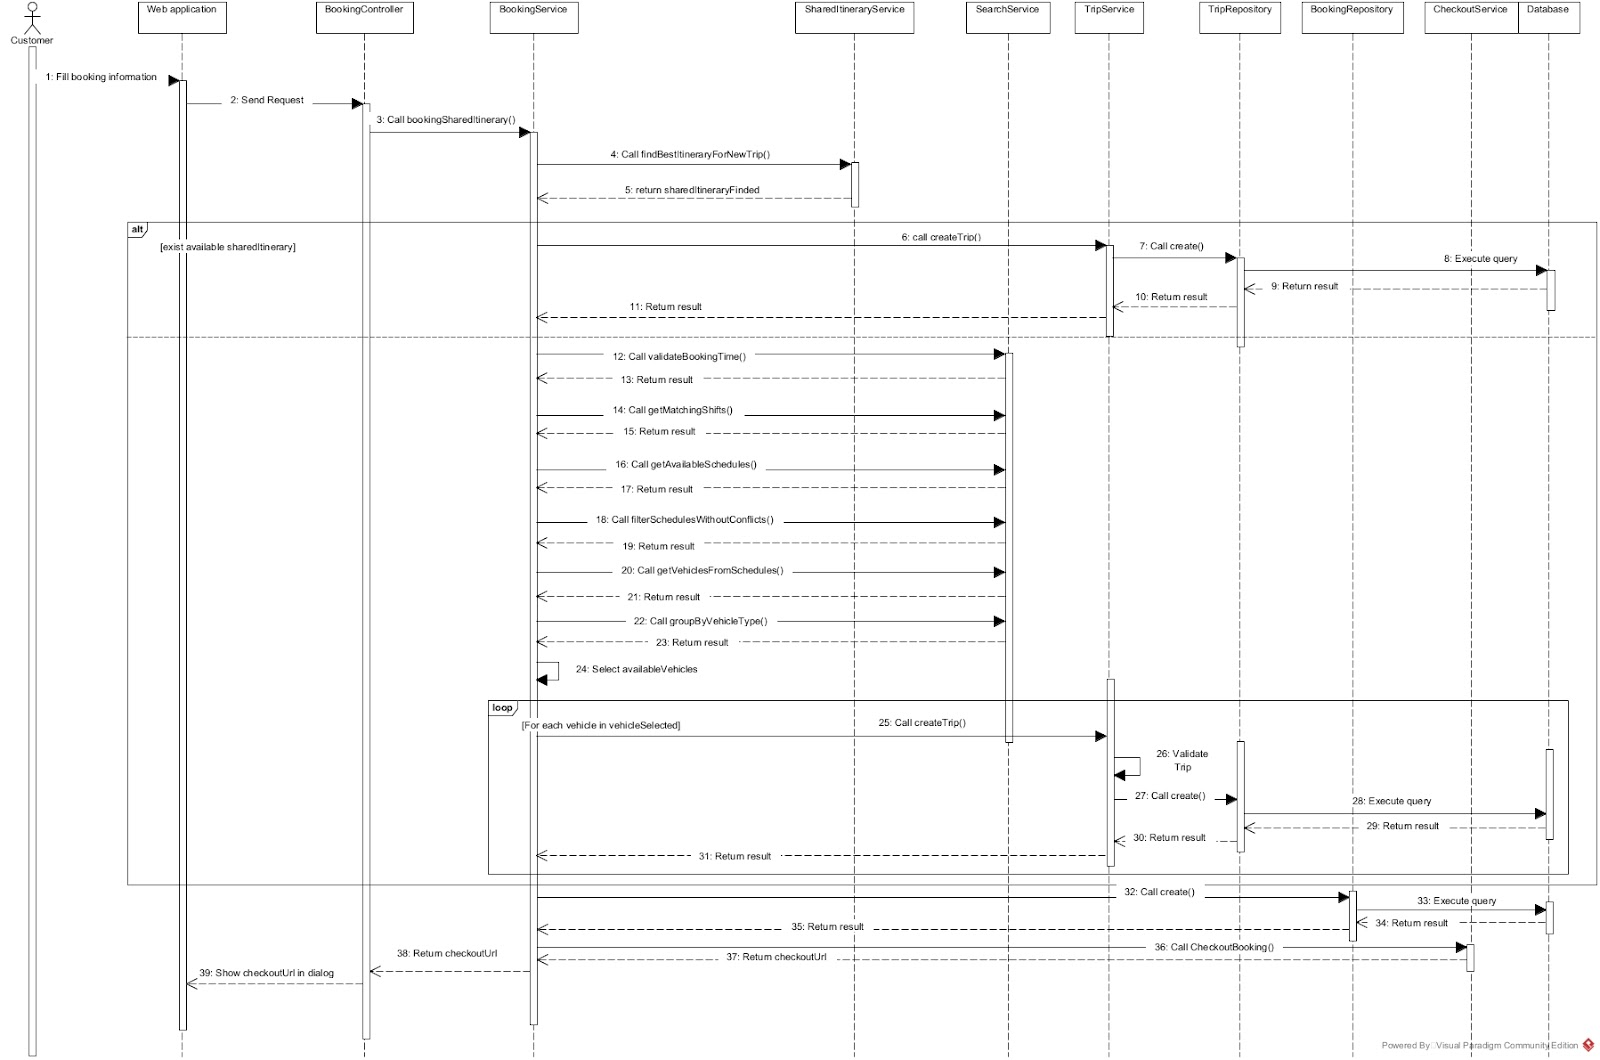 Customer
Web application
BookingController
BookingService
SharedItineraryService
SearchService
TripService
TripRepository
BookingRepository
CheckoutService
Database
1: Fill booking information
2: Send Request
3: Call bookingSharedItinerary()
4: Call findBestItineraryForNewTrip()
5: return sharedItineraryFinded
alt
[exist available sharedItinerary]
6: call createTrip()
7: Call create()
8: Execute query
9: Return result
10: Return result
11: Return result
12: Call validateBookingTime()
13: Return result
14: Call getMatchingShifts()
15: Return result
16: Call getAvailableSchedules()
17: Return result
18: Call filterSchedulesWithoutConflicts()
19: Return result
20: Call getVehiclesFromSchedules()
21: Return result
22: Call groupByVehicleType()
23: Return result
24: Select availableVehicles
loop
[For each vehicle in vehicleSelected]
25: Call createTrip()
26: Validate
Trip
27: Call create()
28: Execute query
29: Return result
30: Return result
31: Return result
32: Call create()
33: Execute query
34: Return result
35: Return result
36: Call CheckoutBooking()
37: Return checkoutUrl
38: Return checkoutUrl
39: Show checkoutUrl in dialog
Powered By Visual Paradigm Community Edition